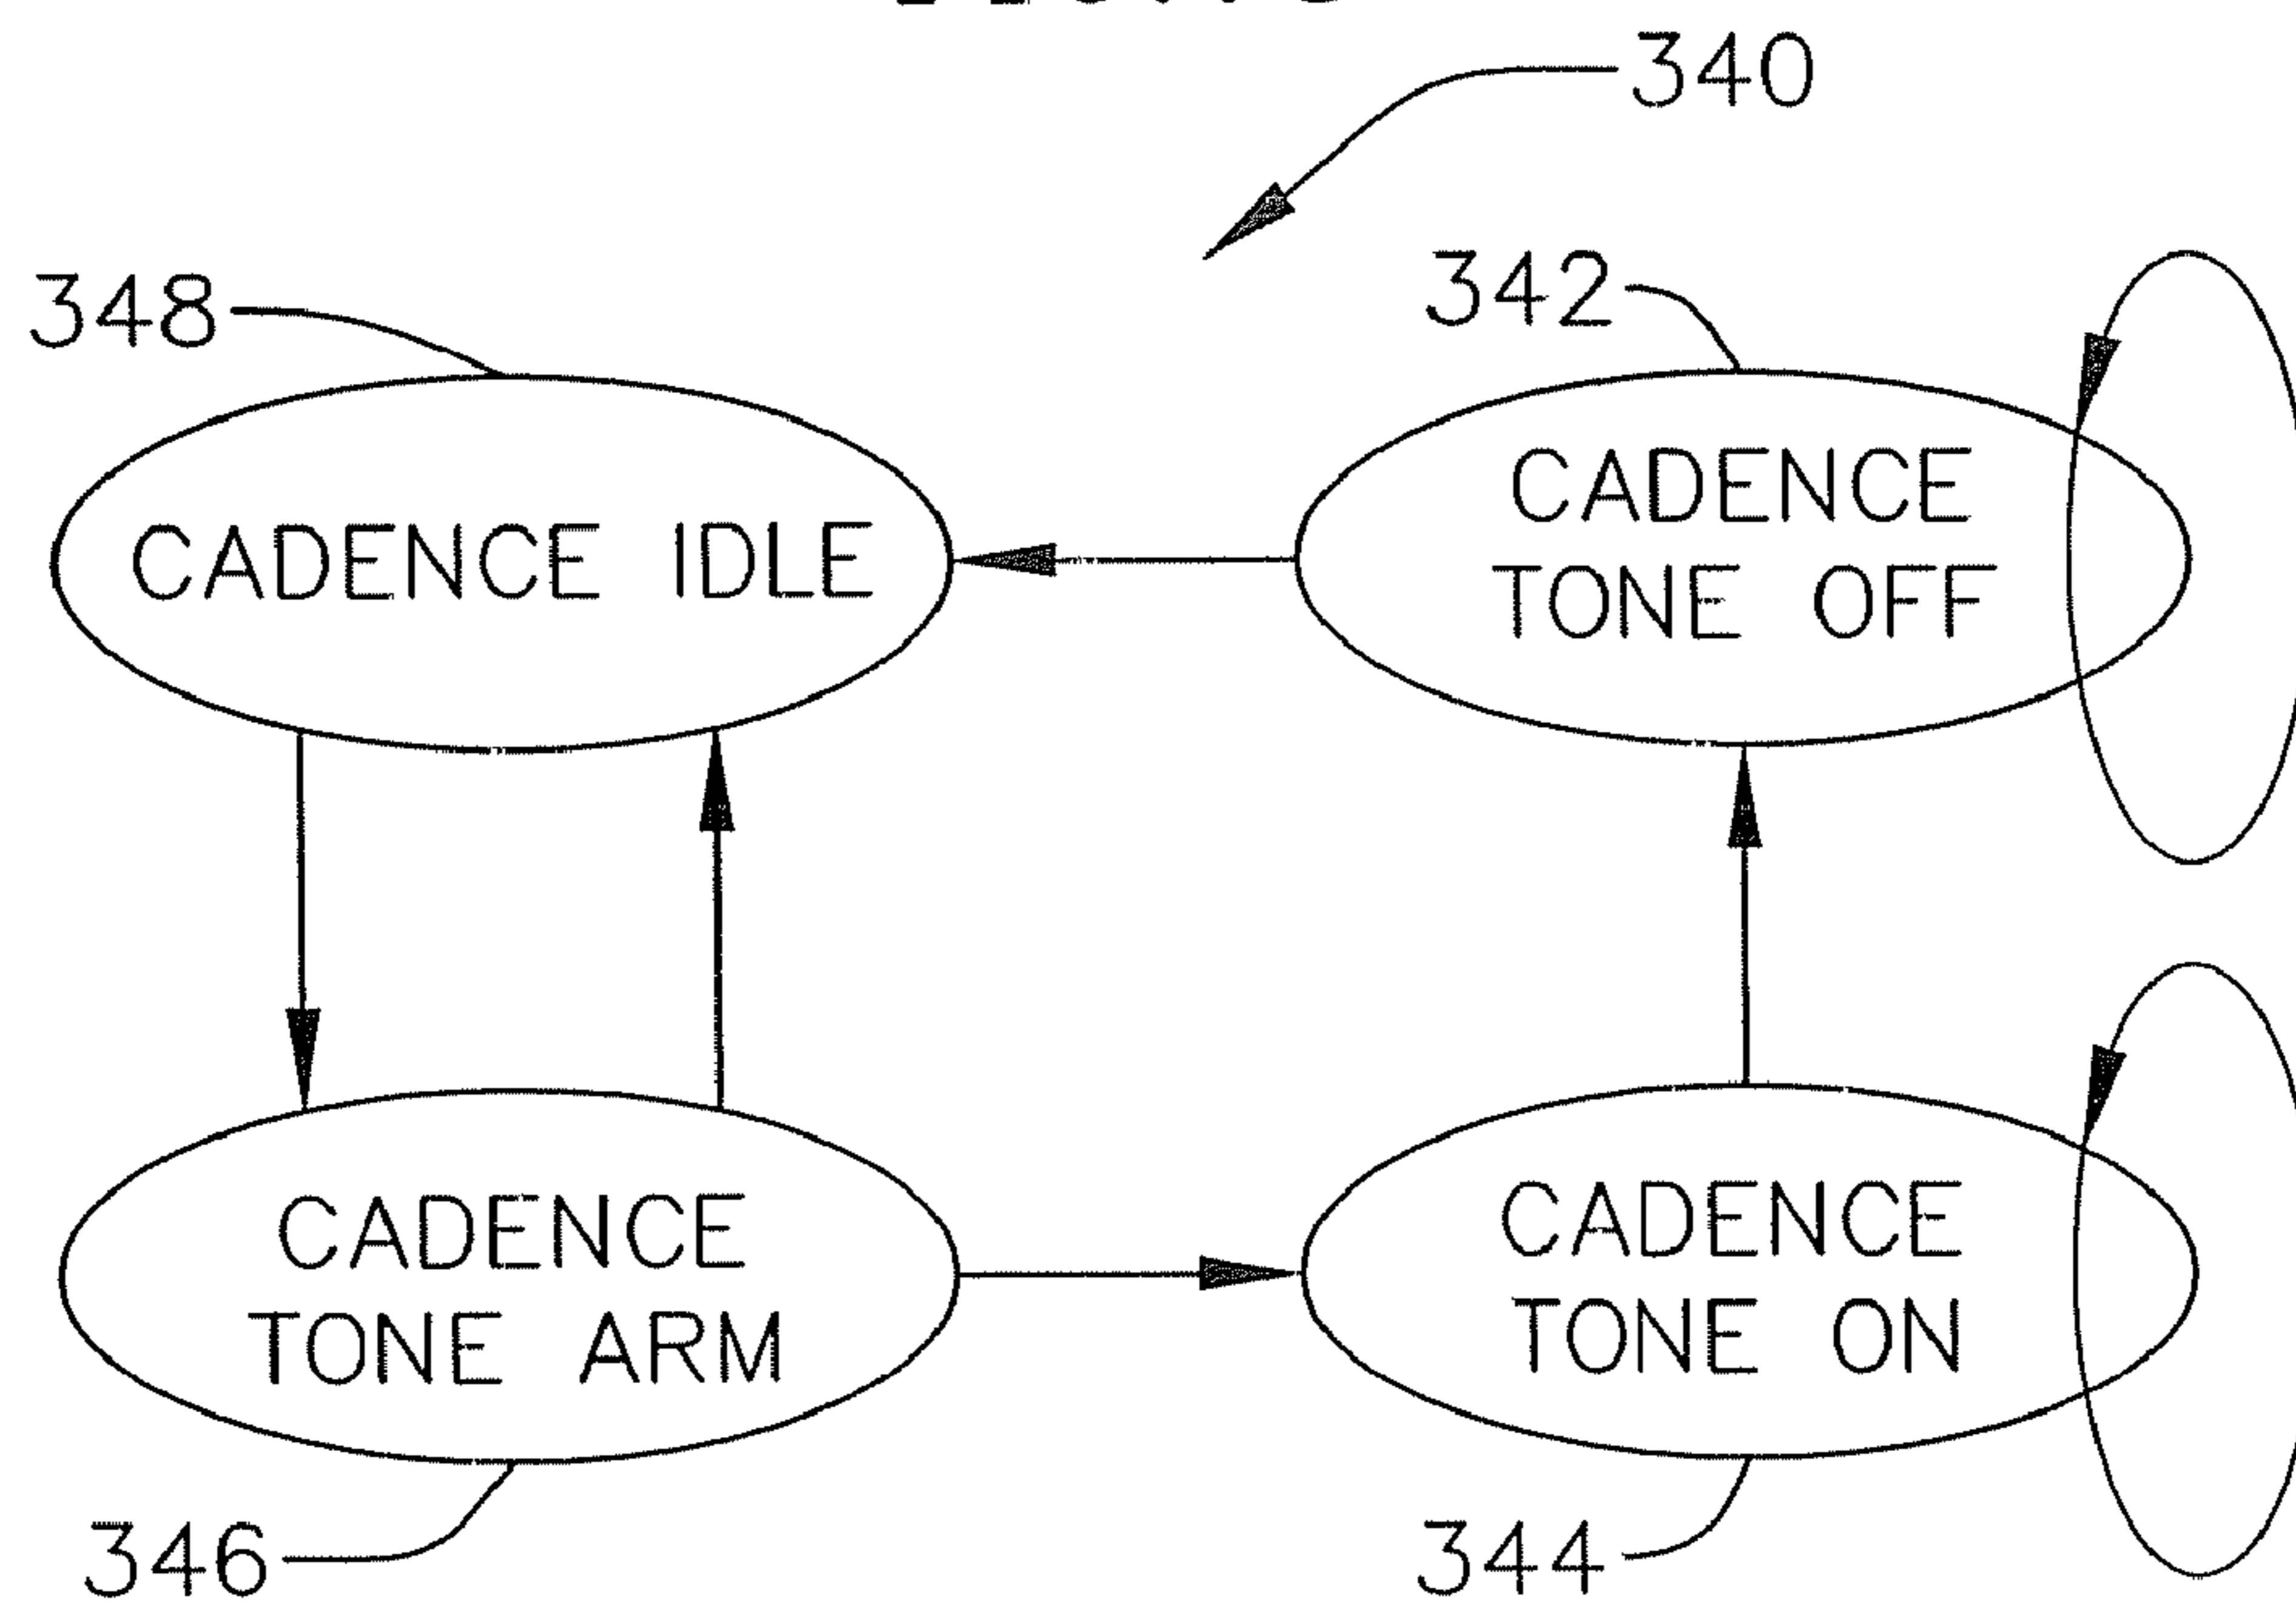 340
348
342
CADENCE IDLE
CADENCE
TONE OFF
CADENCE
TONE ARM
CADENCE
TONE ON
346
344